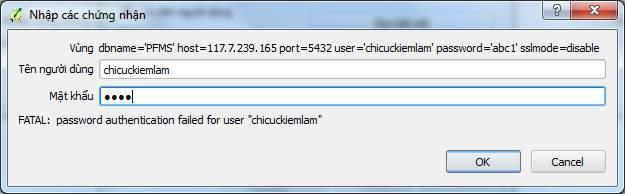 Nhập các chứng nhận
Vùng dbname='PFMS' host=117.7.239.165 port=5432 user='chicuckiemlam' password='abc1' sslmode=disable
Tên người dùng chicuckiemlam
Mật khẩu ●●●●
FATAL: password authentication failed for user "chicuckiemlam"
OK Cancel